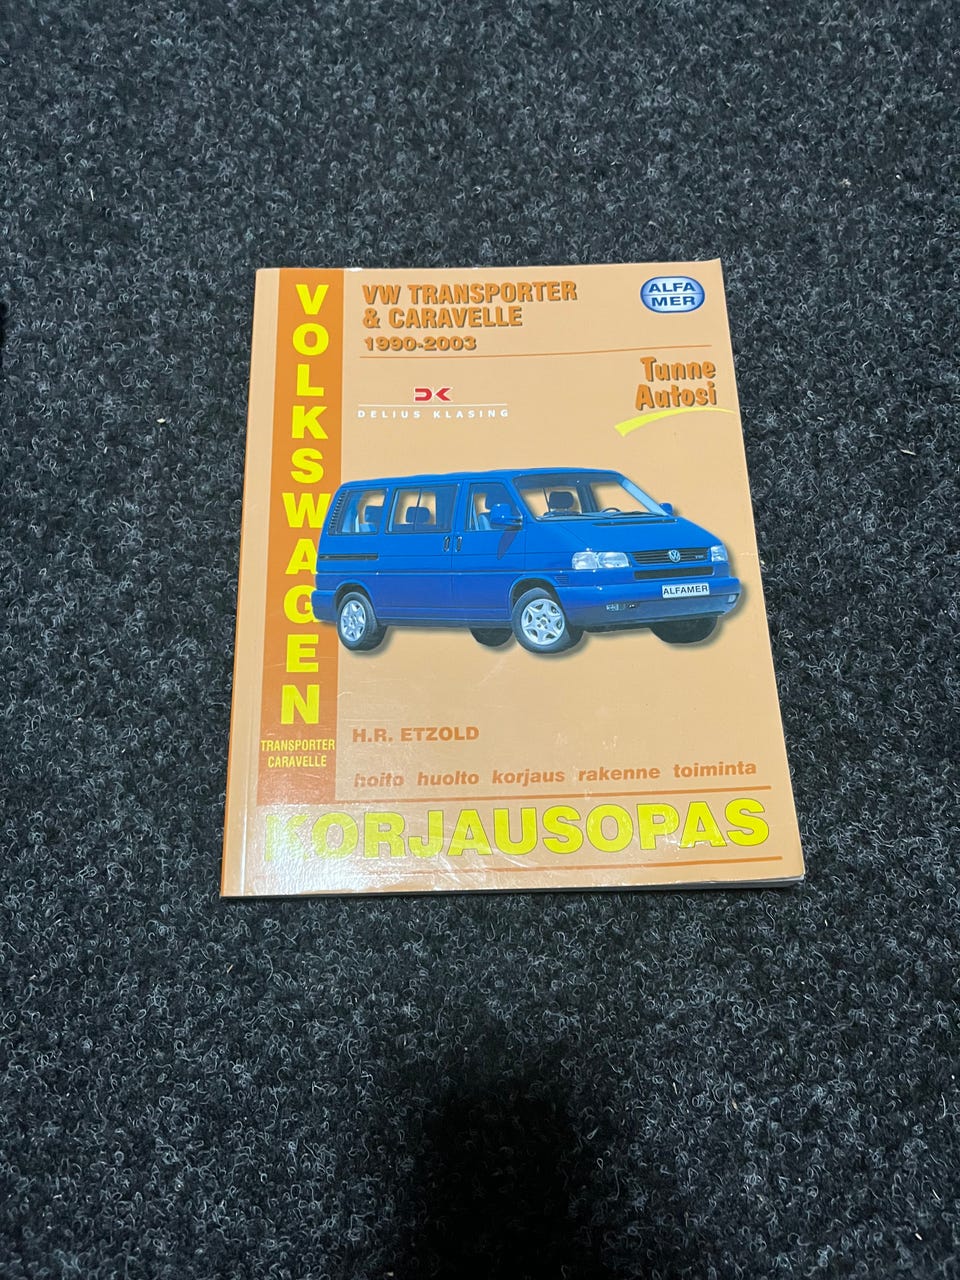 VOLKSWAGEN
TRANSPORTER
CARAVELLE
VW TRANSPORTER
& CARAVELLE
1990-2003
ALFA
MER
Tunne
Autosi
DK
DELIUS KLASING
ALFAMER
H.R. ETZOLD
hoito huolto korjaus rakenne toiminta
KORJAUSOPAS